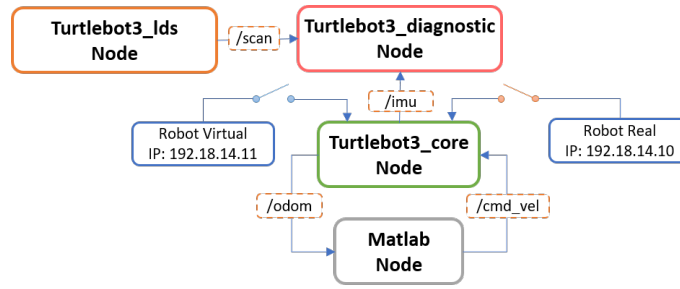 Turtlebot3_lds
Node
/scan
Turtlebot3_diagnostic
Node
/imu
Robot Virtual
IP: 192.18.14.11
Turtlebot3_core
Node
Robot Real
IP: 192.18.14.10
/odom
/cmd_vel
Matlab
Node